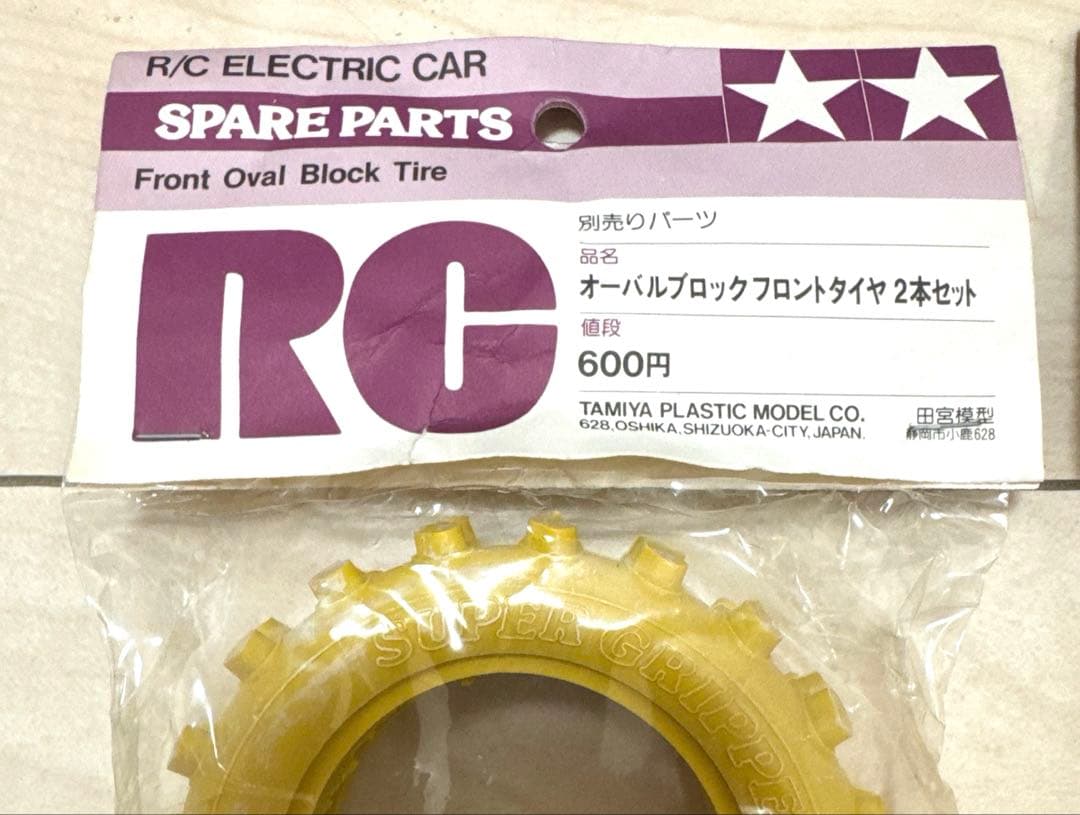 R/C ELECTRIC CAR
SPARE PARTS
Front Oval Block Tire
RC
別売りパーツ
品名
オーバルブロックフロントタイヤ 2本セット
値段
600円
TAMIYA PLASTIC MODEL CO.
628,OSHIKA,SHIZUOKA-CITY,JAPAN.
田宮模型
静岡市小鹿628
SUPER GRIPPE